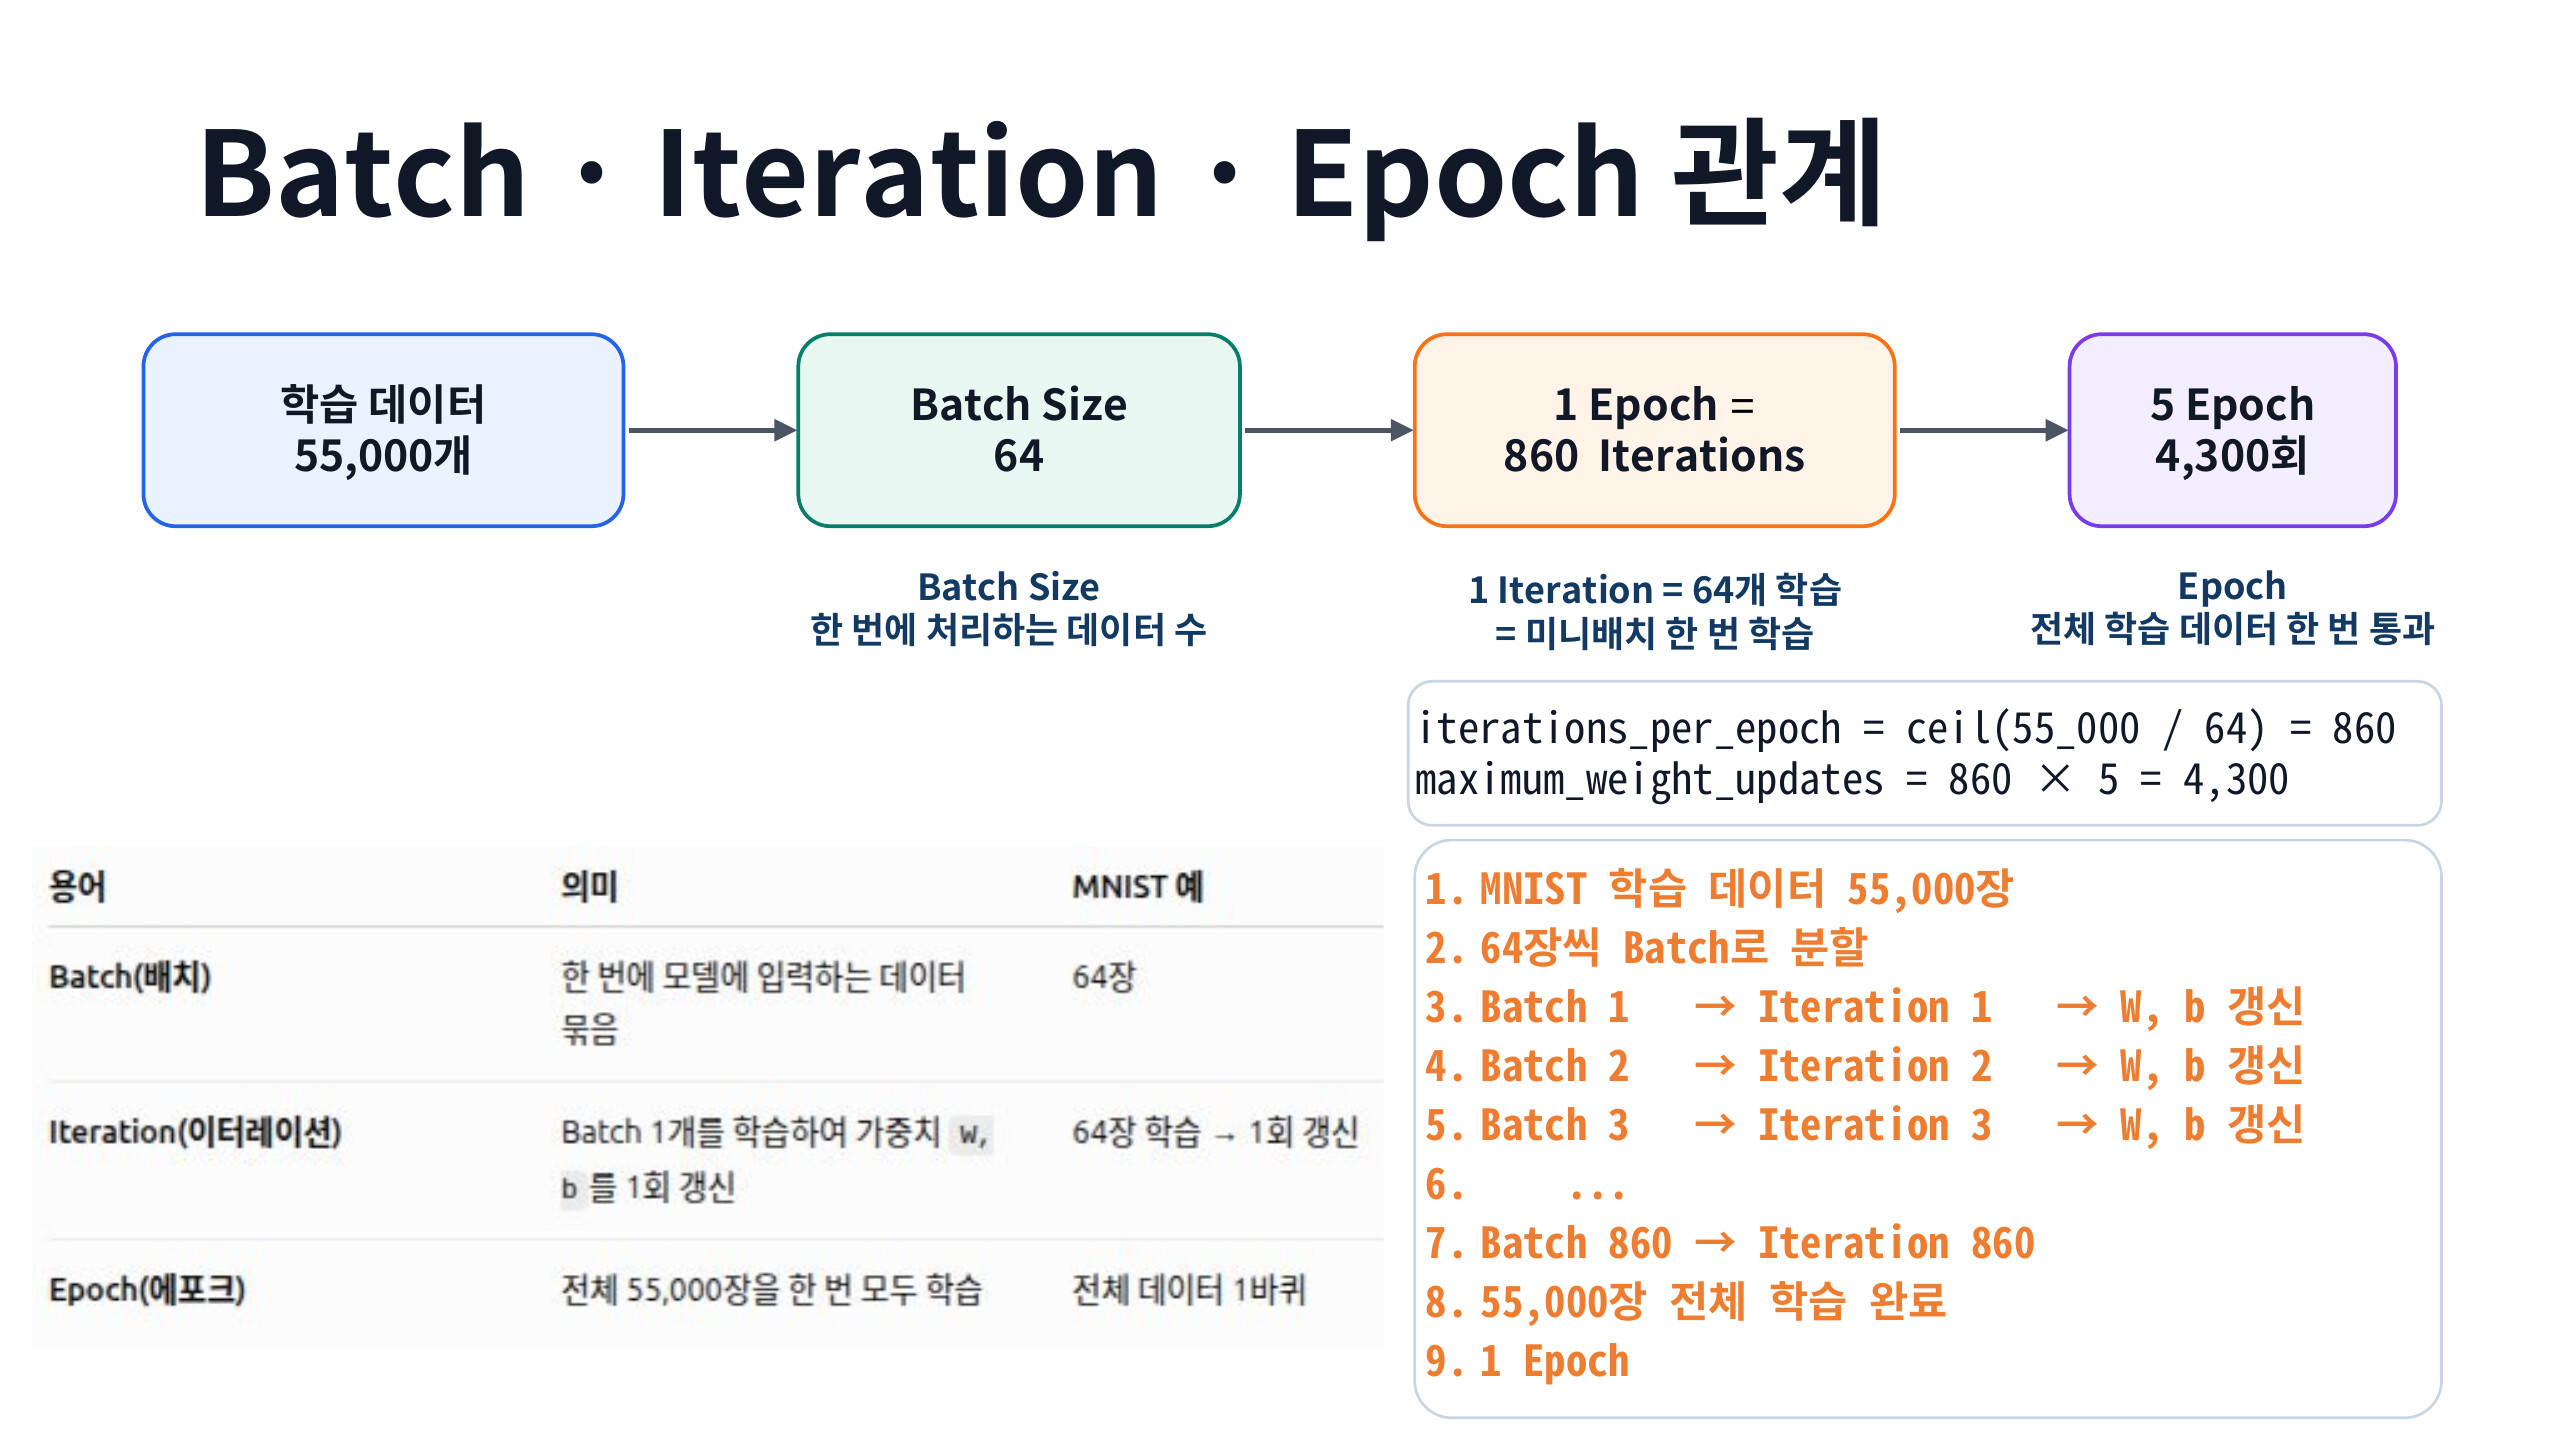 Batch · Iteration · Epoch 관계
학습 데이터
55,000개
Batch Size
64
1 Epoch =
860 Iterations
5 Epoch
4,300회
Batch Size
한 번에 처리하는 데이터 수
1 Iteration = 64개 학습
= 미니배치 한 번 학습
Epoch
전체 학습 데이터 한 번 통과
iterations_per_epoch = ceil(55_000 / 64) = 860
maximum_weight_updates = 860 × 5 = 4,300
용어 의미 MNIST 예
Batch(배치) 한 번에 모델에 입력하는 데이터 64장
묶음
Iteration(이터레이션) Batch 1개를 학습하여 가중치 W, 64장 학습 → 1회 갱신
b 를 1회 갱신
Epoch(에포크) 전체 55,000장을 한 번 모두 학습 전체 데이터 1바퀴
1. MNIST 학습 데이터 55,000장
2. 64장씩 Batch로 분할
3. Batch 1 → Iteration 1 → W, b 갱신
4. Batch 2 → Iteration 2 → W, b 갱신
5. Batch 3 → Iteration 3 → W, b 갱신
6. ...
7. Batch 860 → Iteration 860
8. 55,000장 전체 학습 완료
9. 1 Epoch